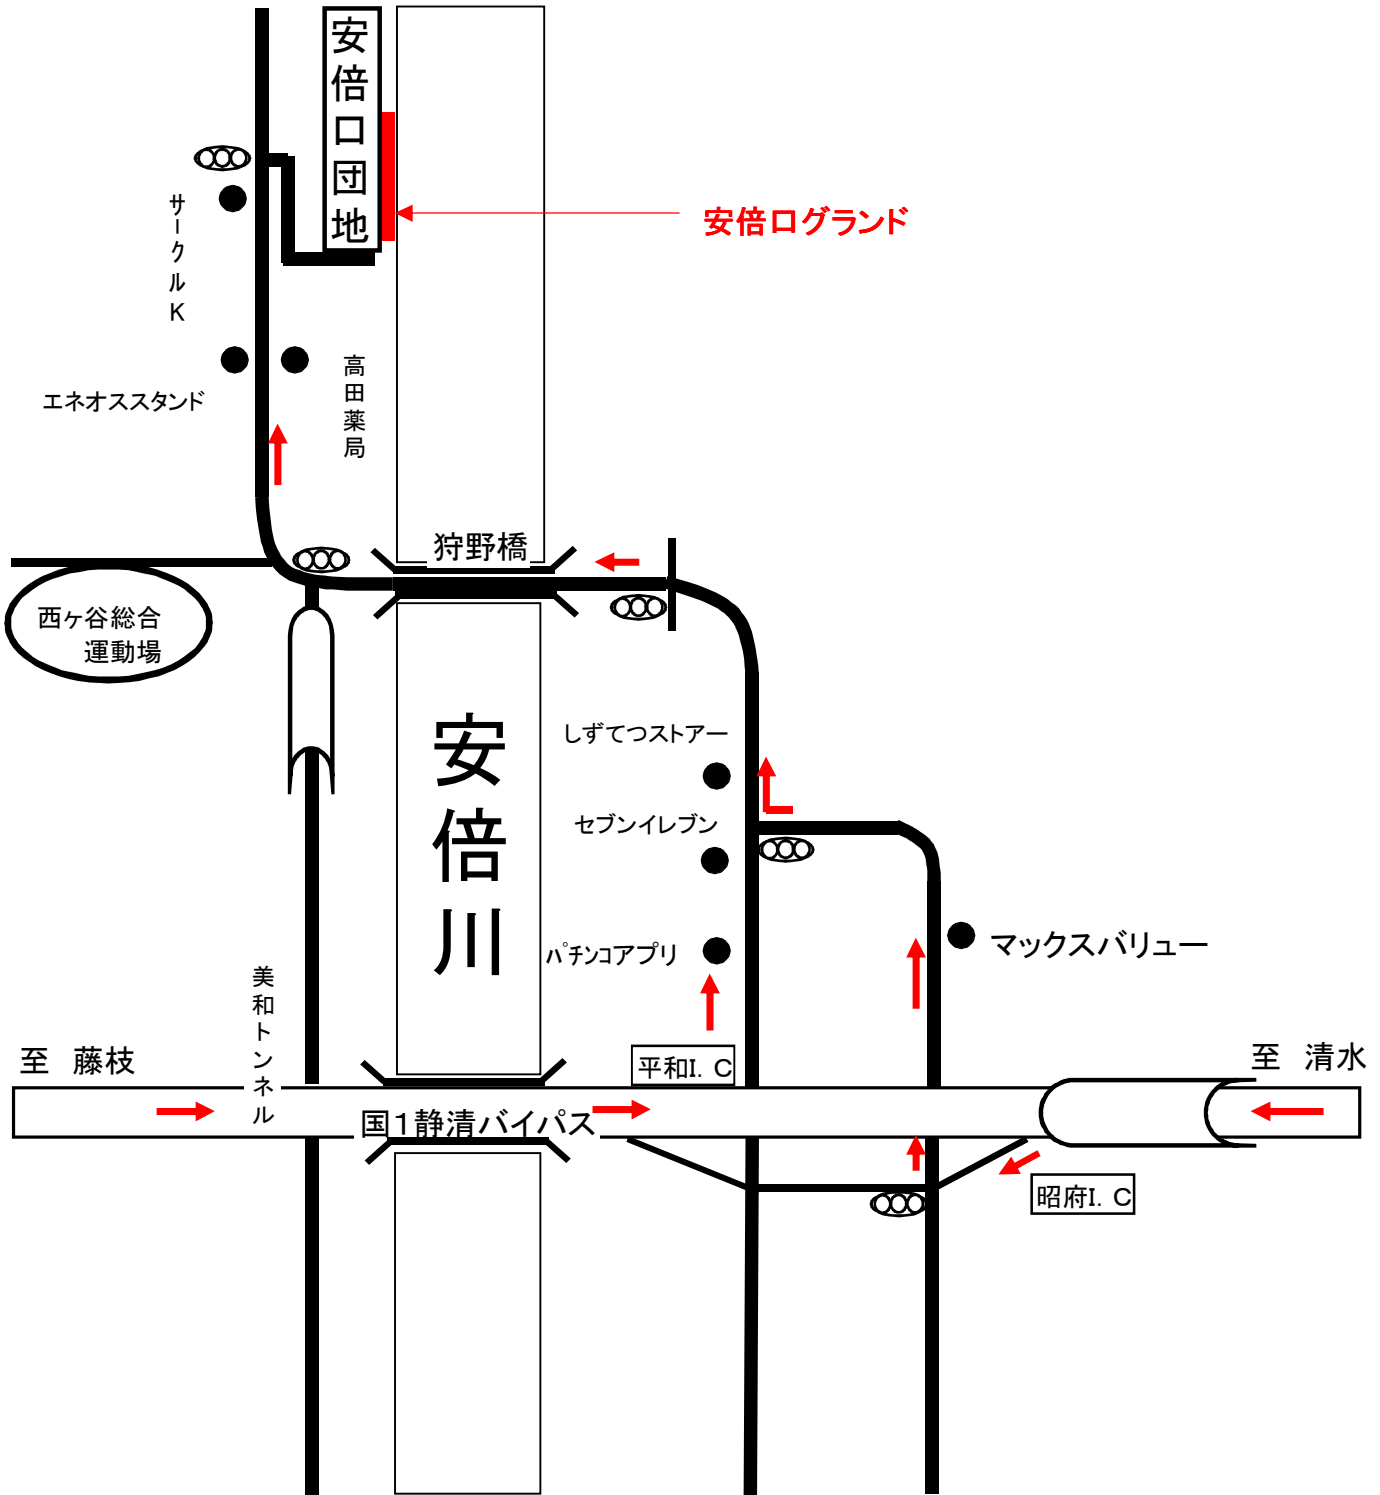 安倍口団地
安倍ログランド
サークルK
エネオススタンド
高田薬局
狩野橋
西ヶ谷総合
運動場
安倍川
しずてつストアー
セブンイレブン
ﾊﾟﾁﾝｺアプリ
マックスバリュー
美和トンネル
至 藤枝
平和I．C
至 清水
国1静清バイパス
昭府I．C